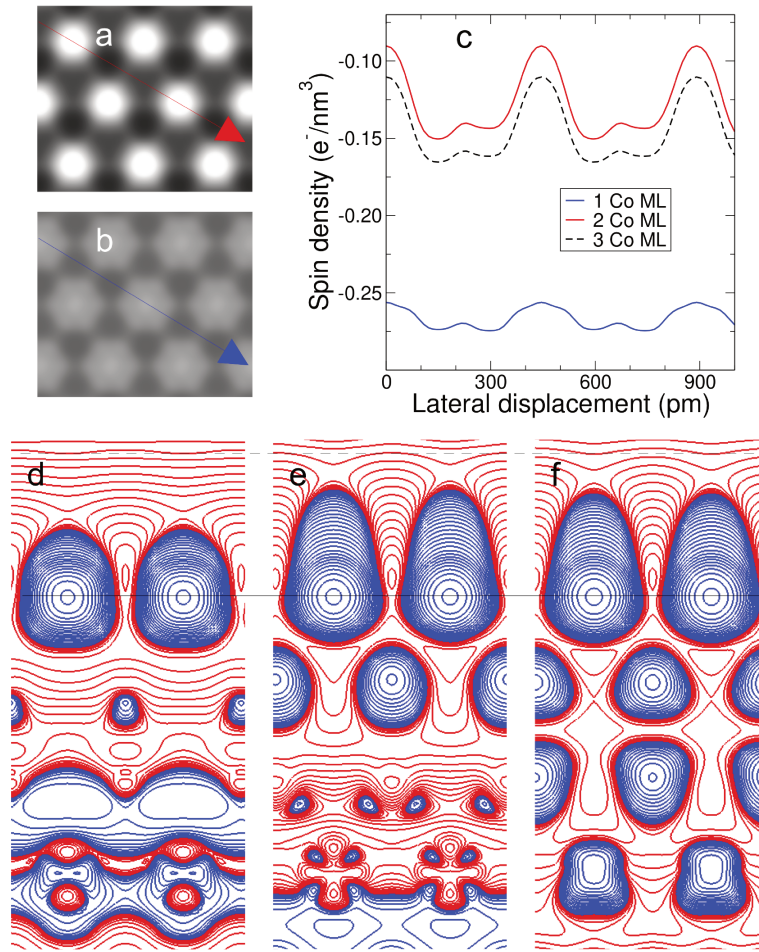 a
b
c
Spin density (e⁻/nm³)
-0.10
-0.15
-0.20
-0.25
1 Co ML
2 Co ML
3 Co ML
0 300 600 900
Lateral displacement (pm)
d e f